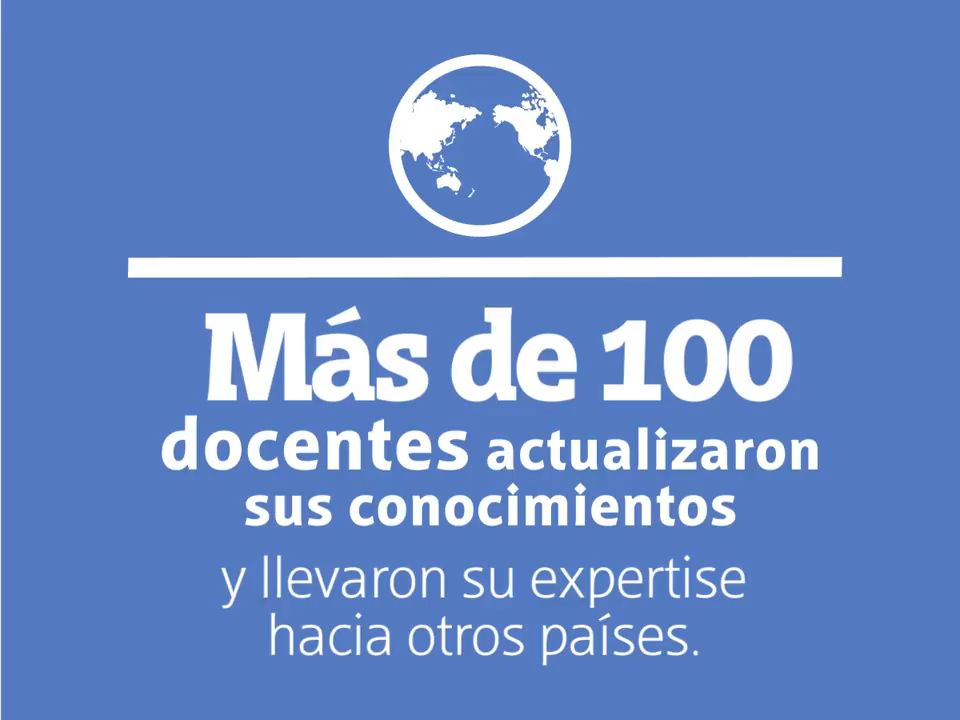 Más de 100
docentes actualizaron
sus conocimientos
y llevaron su expertise
hacia otros países.